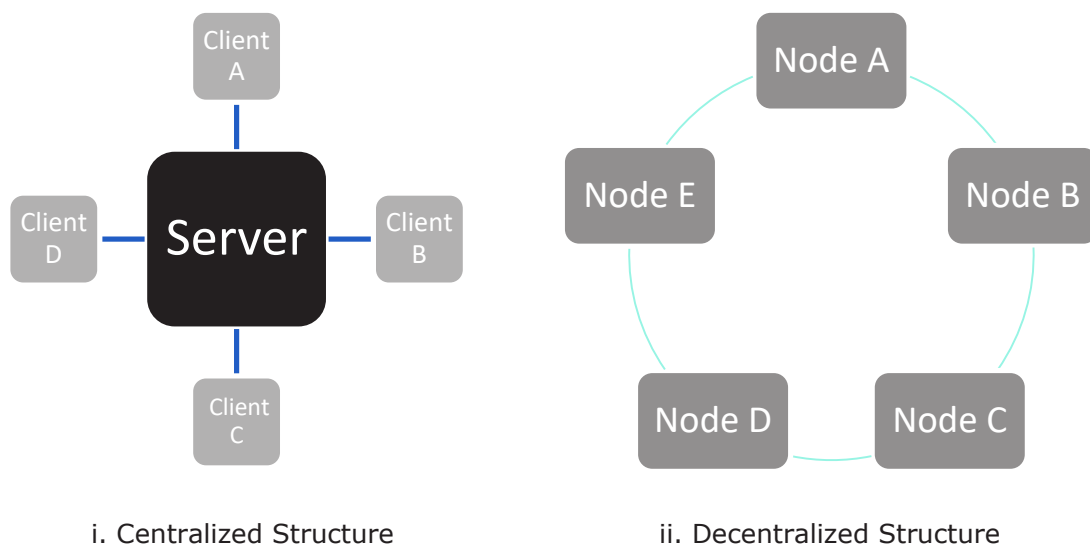 Client
A
Client
D
Server
Client
B
Client
C
i. Centralized Structure
Node A
Node E
Node B
Node D
Node C
ii. Decentralized Structure